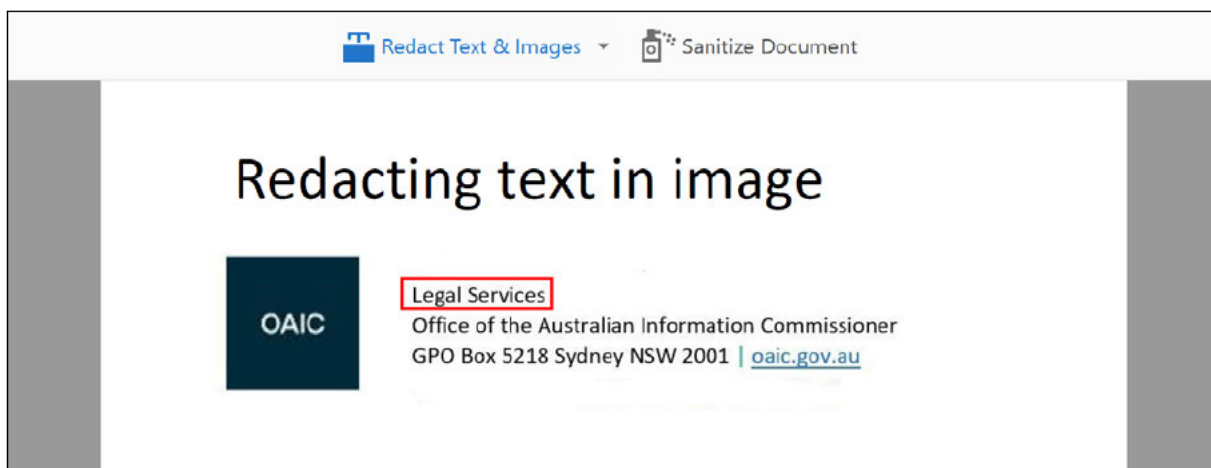 Redact Text & Images Sanitize Document
Redacting text in image
OAIC
Legal Services
Office of the Australian Information Commissioner
GPO Box 5218 Sydney NSW 2001 | oaic.gov.au